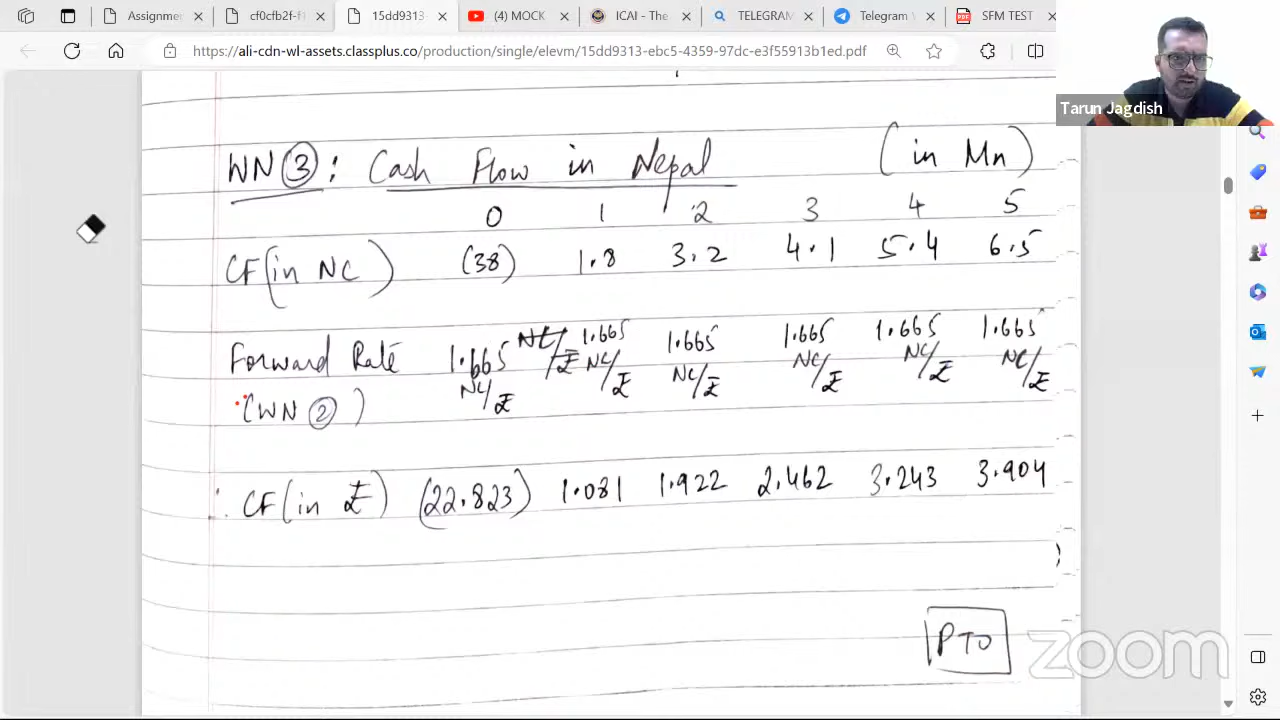 Assignment
0cfb2f-f1
15dd9313
(4) MOCK
ICAI - The
TELEGRAM
Telegram
SFM TEST
https://ali-cdn-wl-assets.classplus.co/production/single/elevm/15dd9313-ebc5-4359-97dc-e3f55913b1ed.pdf
Tarun Jagdish
WN ③ : Cash Flow in Nepal (in Mn)
0 1 2 3 4 5
CF (in NC) (38) 1.8 3.2 4.1 5.4 6.5
Forward Rate 1.665 1.665 1.665 1.665 1.665 1.665
(WN ②) NC/£ NC/£ NC/£ NC/£ NC/£ NC/£
∴ CF (in £) (22.823) 1.081 1.922 2.462 3.243 3.904
PTO
zoom